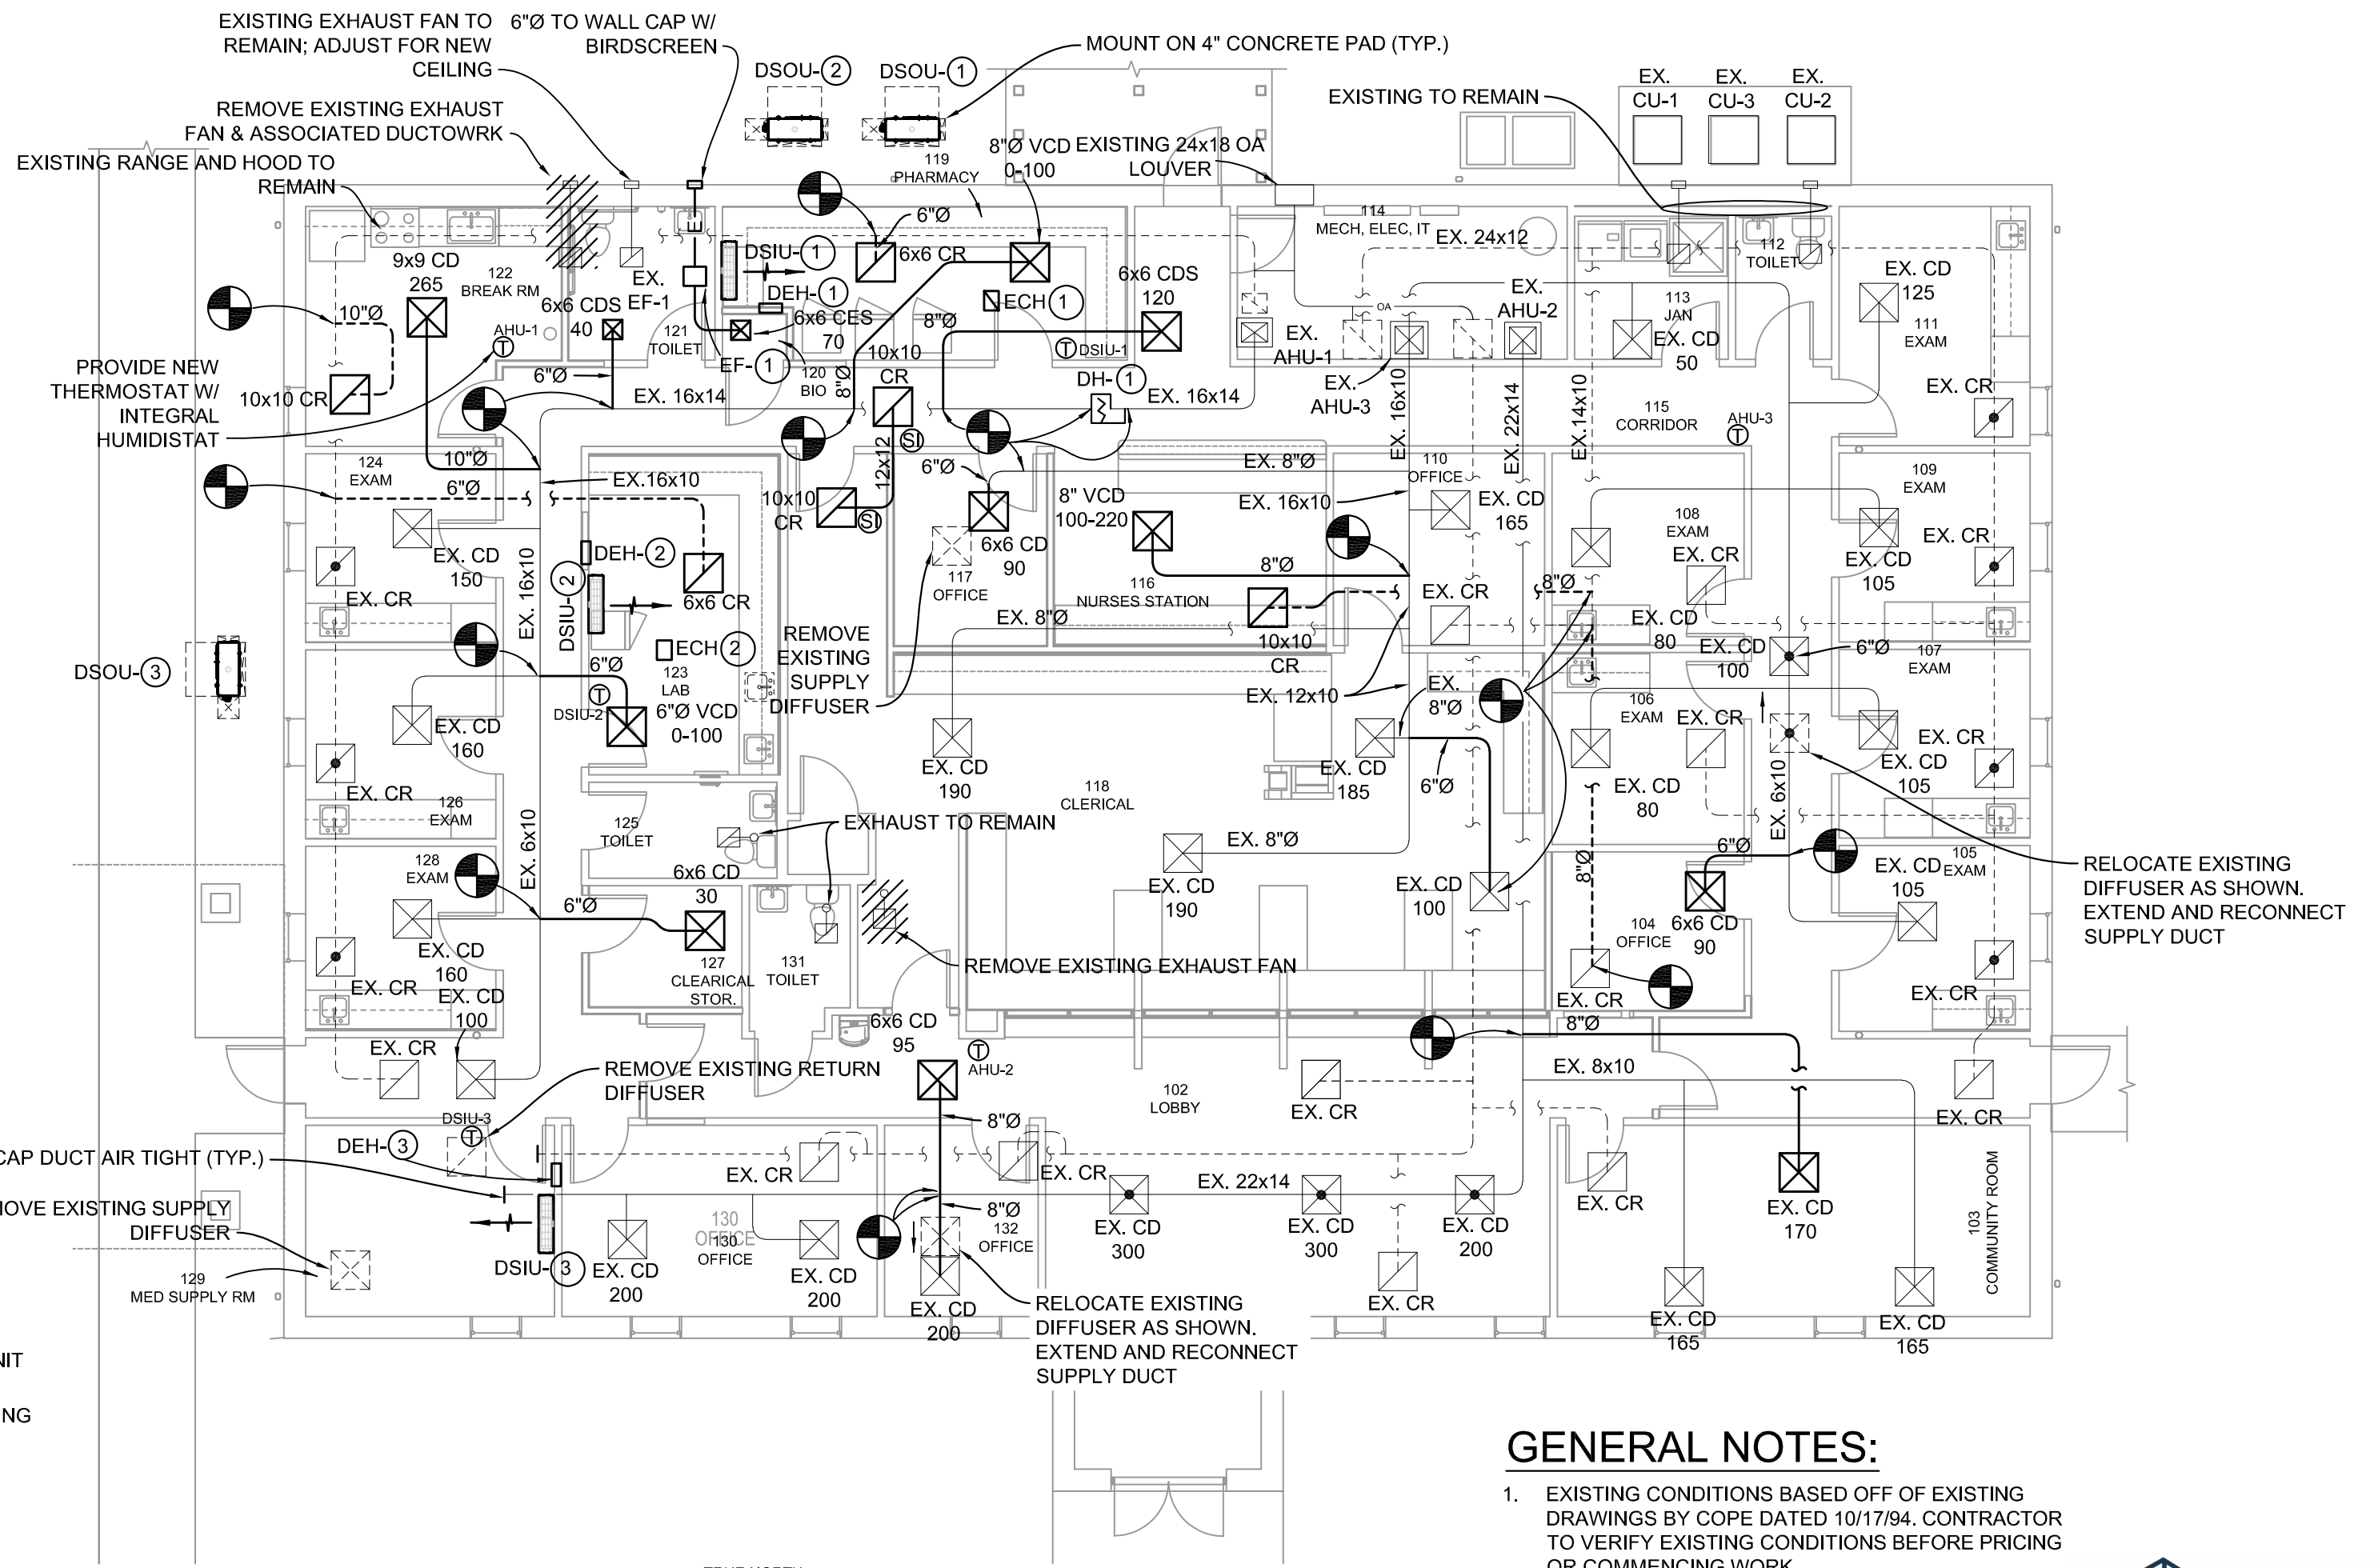 EXISTING EXHAUST FAN TO
REMAIN; ADJUST FOR NEW
CEILING
6"Ø TO WALL CAP W/
BIRDSCREEN
MOUNT ON 4" CONCRETE PAD (TYP.)
DSOU-2
DSOU-1
REMOVE EXISTING EXHAUST
FAN & ASSOCIATED DUCTOWRK
EXISTING RANGE AND HOOD TO
REMAIN
EXISTING TO REMAIN
EX.
CU-1
EX.
CU-3
EX.
CU-2
119
PHARMACY
8"Ø VCD
0-100
EXISTING 24x18 OA
LOUVER
6"Ø
6x6 CR
9x9 CD
265
122
BREAK RM
6x6 CDS
40
EX.
EF-1
DSIU-1
DEH-1
6x6 CES
70
ECH 1
6x6 CDS
120
114
MECH, ELEC, IT
EX. 24x12
OA
EX.
AHU-2
112
TOILET
113
JAN
EX. CD
50
EX. CD
125
111
EXAM
10"Ø
AHU-1
T
121
TOILET
EF-1
120
BIO
8"Ø
10x10
CR
8"Ø
T DSIU-1
DH-1
EX.
AHU-1
EX.
AHU-3
PROVIDE NEW
THERMOSTAT W/
INTEGRAL
HUMIDISTAT
10x10 CR
6"Ø
EX. 16x14
EX. 16x14
EX. 16x10
EX. 22x14
EX.14x10
115
CORRIDOR
AHU-3
T
EX. CR
SD
12x12
124
EXAM
10"Ø
6"Ø
EX.16x10
10x10
CR
SD
6"Ø
EX. 8"Ø
110
OFFICE
EX. 16x10
EX. CD
165
109
EXAM
108
EXAM
EX. CR
EX. CR
EX. CD
105
EX. CD
150
EX. CR
EX. 16x10
DSIU-2
DEH-2
6x6 CR
6x6 CD
90
117
OFFICE
8" VCD
100-220
8"Ø
116
NURSES STATION
EX. CR
8"Ø
EX. CD
80
EX. 8"Ø
10x10
CR
EX. 12x10
EX. CD
100
6"Ø
107
EXAM
DSOU-3
ECH 2
123
LAB
6"Ø VCD
0-100
6"Ø
T
DSIU-2
REMOVE
EXISTING
SUPPLY
DIFFUSER
EX.
8"Ø
106
EXAM
EX. CR
EX. CR
EX. CD
160
EX. CR
126
EXAM
EX. 6x10
EX. CD
190
118
CLERICAL
EX. CD
185
6"Ø
EX. CD
80
EX. CD
105
EX. 6x10
125
TOILET
EXHAUST TO REMAIN
EX. 8"Ø
128
EXAM
6x6 CD
30
EX. CD
190
EX. CD
100
8"Ø
6"Ø
EX. CD
105
105
EXAM
RELOCATE EXISTING
DIFFUSER AS SHOWN.
EXTEND AND RECONNECT
SUPPLY DUCT
6"Ø
EX. CD
160
EX. CR
EX. CD
100
127
CLEARICAL
STOR.
131
TOILET
REMOVE EXISTING EXHAUST FAN
104
OFFICE
6x6 CD
90
EX. CR
EX. CR
8"Ø
6x6 CD
95
EX. CR
REMOVE EXISTING RETURN
DIFFUSER
T
AHU-2
102
LOBBY
EX. CR
EX. 8x10
EX. CR
DSIU-3
T
8"Ø
CAP DUCT AIR TIGHT (TYP.)
DEH-3
EX. CR
EX. CR
EX. 22x14
EX. CR
EX. CD
170
103
COMMUNITY ROOM
MOVE EXISTING SUPPLY
DIFFUSER
8"Ø
130
OFFICE
130
OFFICE
132
OFFICE
EX. CD
300
EX. CD
300
EX. CD
200
129
MED SUPPLY RM
DSIU-3
EX. CD
200
EX. CD
200
EX. CD
200
EX. CR
EX. CD
165
EX. CD
165
RELOCATE EXISTING
DIFFUSER AS SHOWN.
EXTEND AND RECONNECT
SUPPLY DUCT
NIT
NG
GENERAL NOTES:
1. EXISTING CONDITIONS BASED OFF OF EXISTING
DRAWINGS BY COPE DATED 10/17/94. CONTRACTOR
TO VERIFY EXISTING CONDITIONS BEFORE PRICING
OR COMMENCING WORK